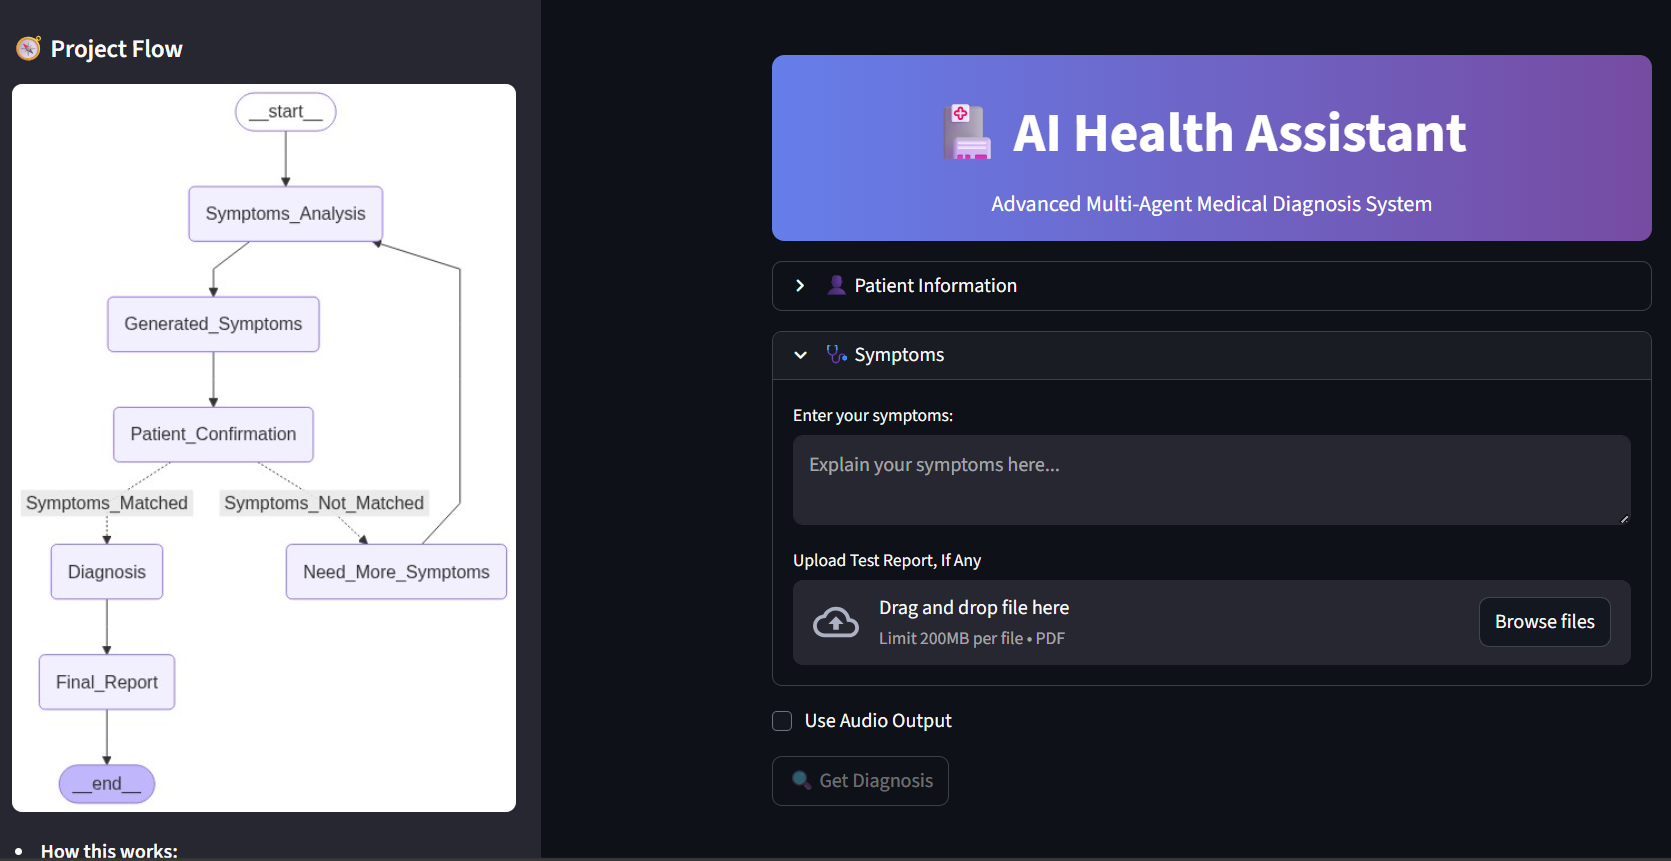 Project Flow
__start__
Symptoms_Analysis
Generated_Symptoms
Patient_Confirmation
Symptoms_Matched
Symptoms_Not_Matched
Diagnosis
Need_More_Symptoms
Final_Report
__end__
How this works:
AI Health Assistant
Advanced Multi-Agent Medical Diagnosis System
Patient Information
Symptoms
Enter your symptoms:
Explain your symptoms here...
Upload Test Report, If Any
Drag and drop file here
Limit 200MB per file • PDF
Browse files
Use Audio Output
Get Diagnosis